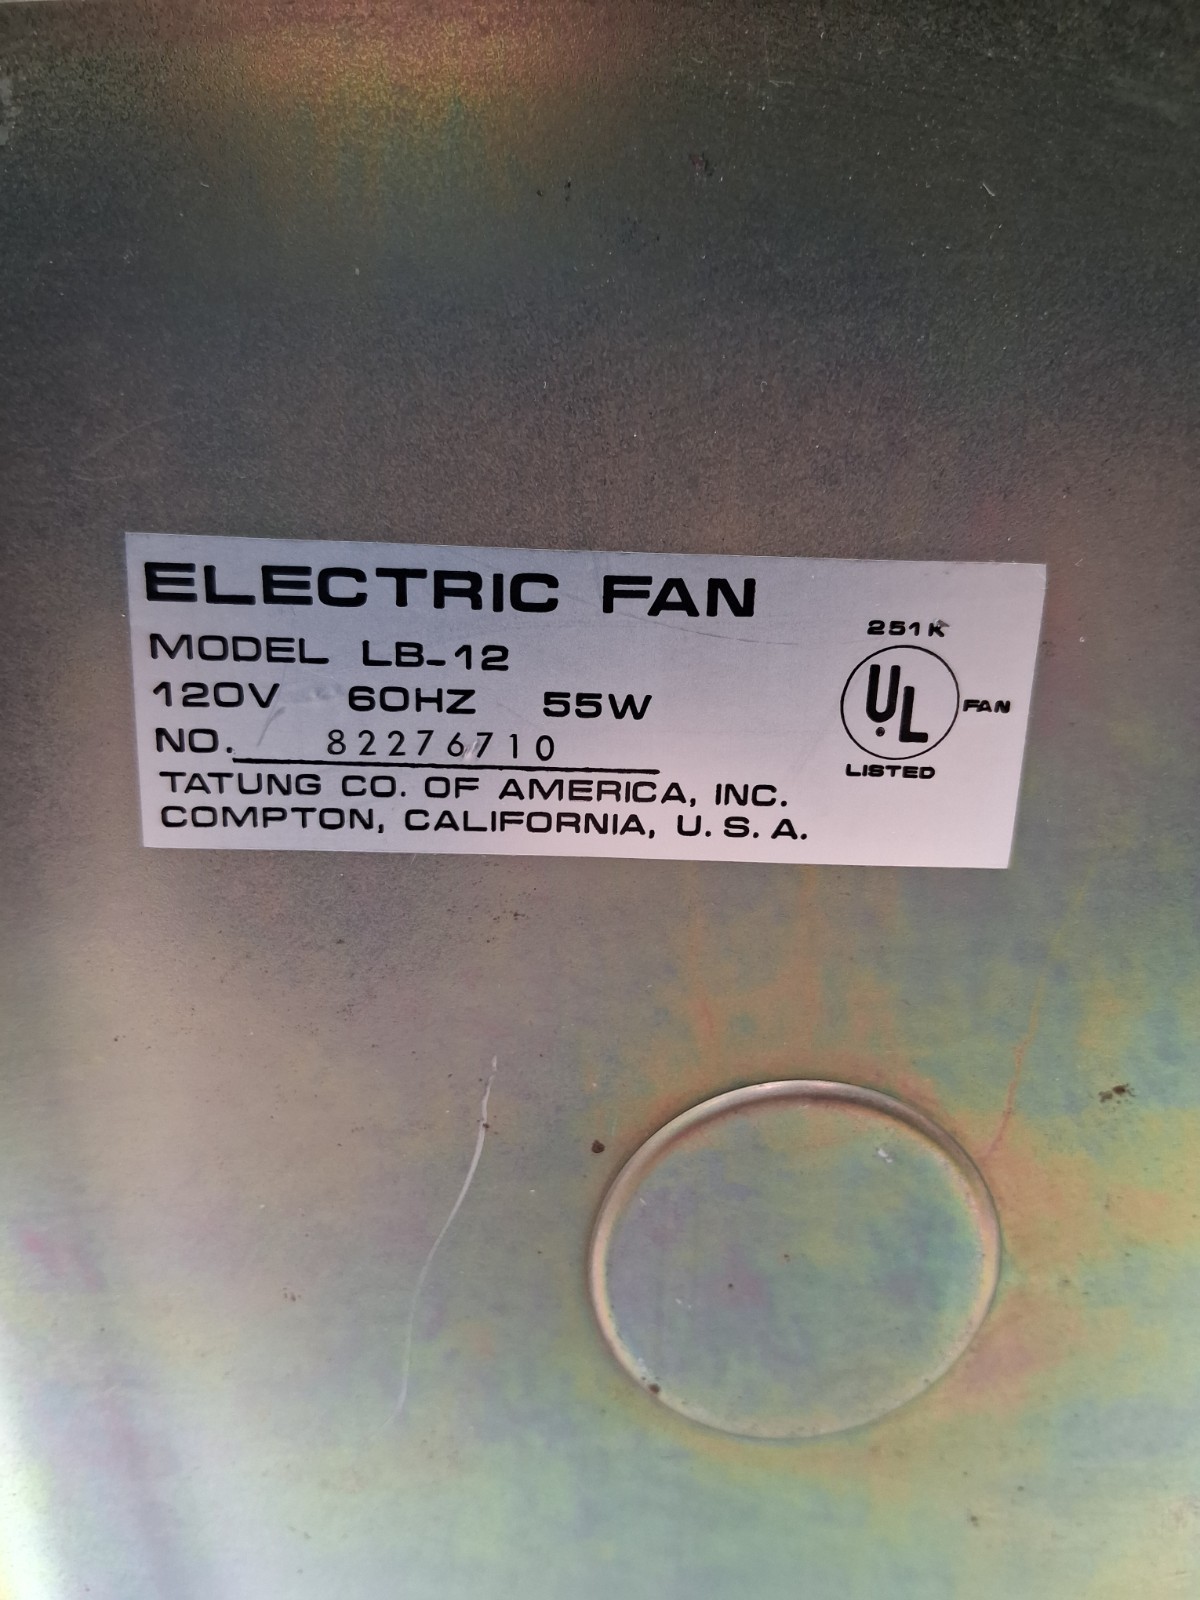 ELECTRIC FAN
MODEL LB-12
120V 60HZ 55W
NO. 82276710
TATUNG CO. OF AMERICA, INC.
COMPTON, CALIFORNIA, U. S. A.
251K
UL
FAN
LISTED